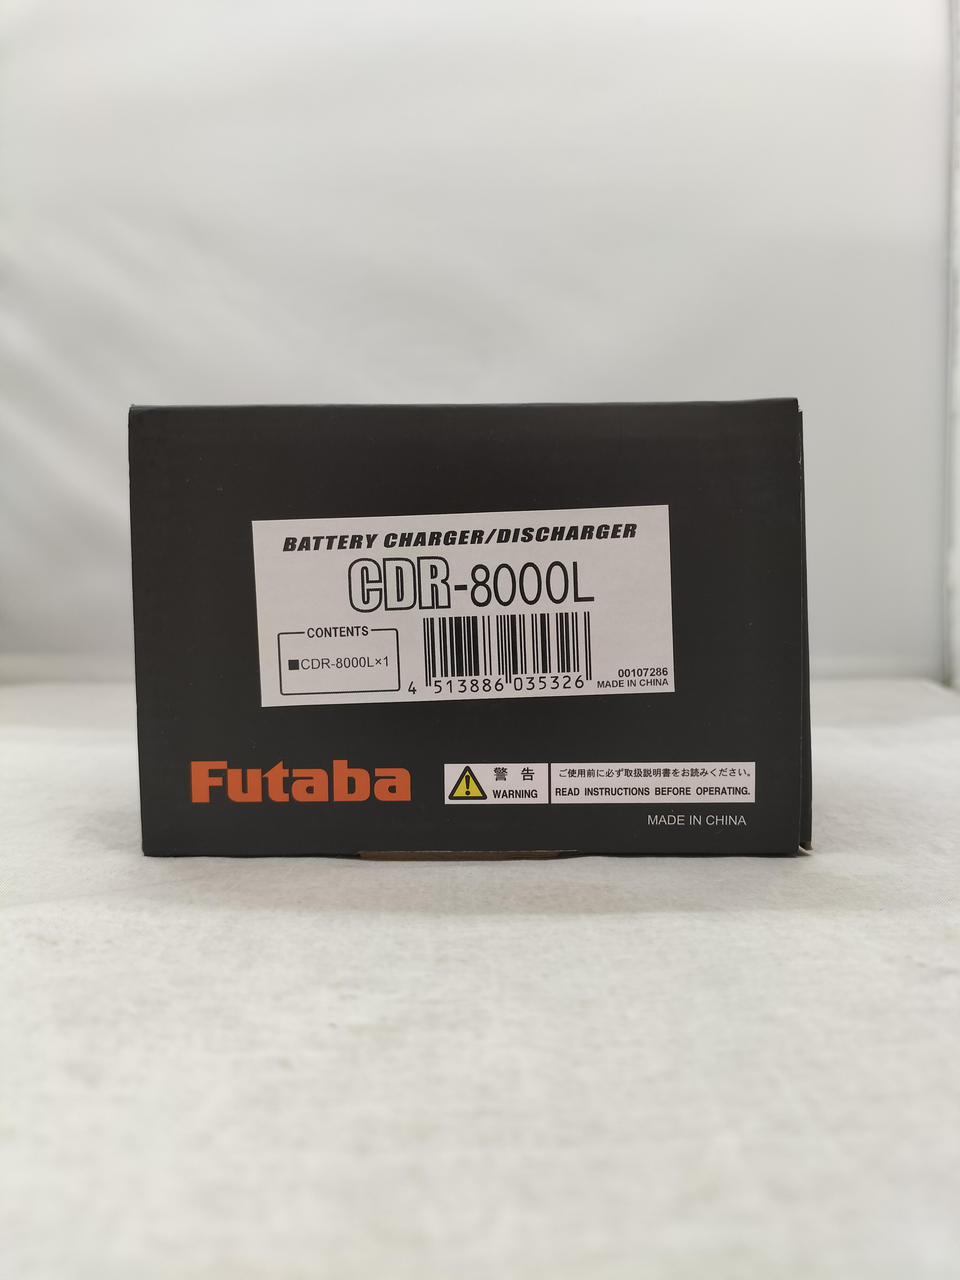 BATTERY CHARGER/DISCHARGER
CDR-8000L
CONTENTS
■CDR-8000L×1
4 513886 035326
00107286
MADE IN CHINA
Futaba
警告
WARNING
ご使用前に必ず取扱説明書をお読みください。
READ INSTRUCTIONS BEFORE OPERATING.
MADE IN CHINA